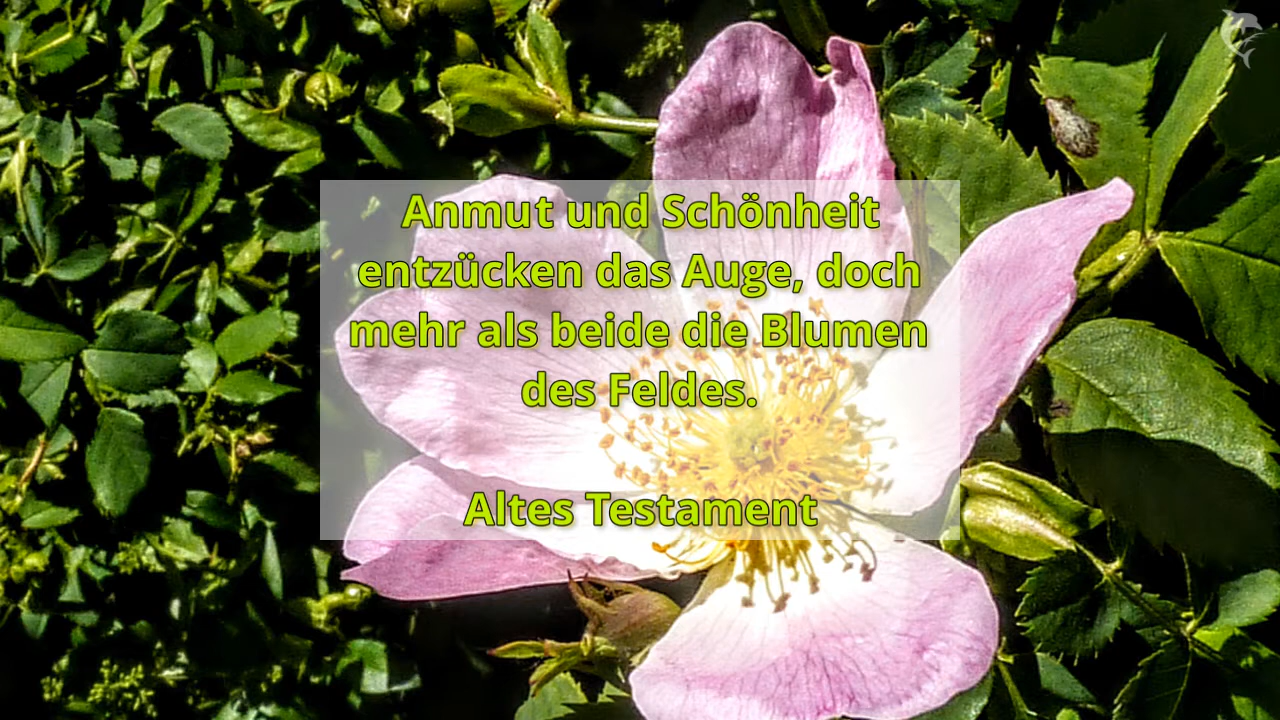 Anmut und Schönheit
entzücken das Auge, doch
mehr als beide die Blumen
des Feldes.
Altes Testament